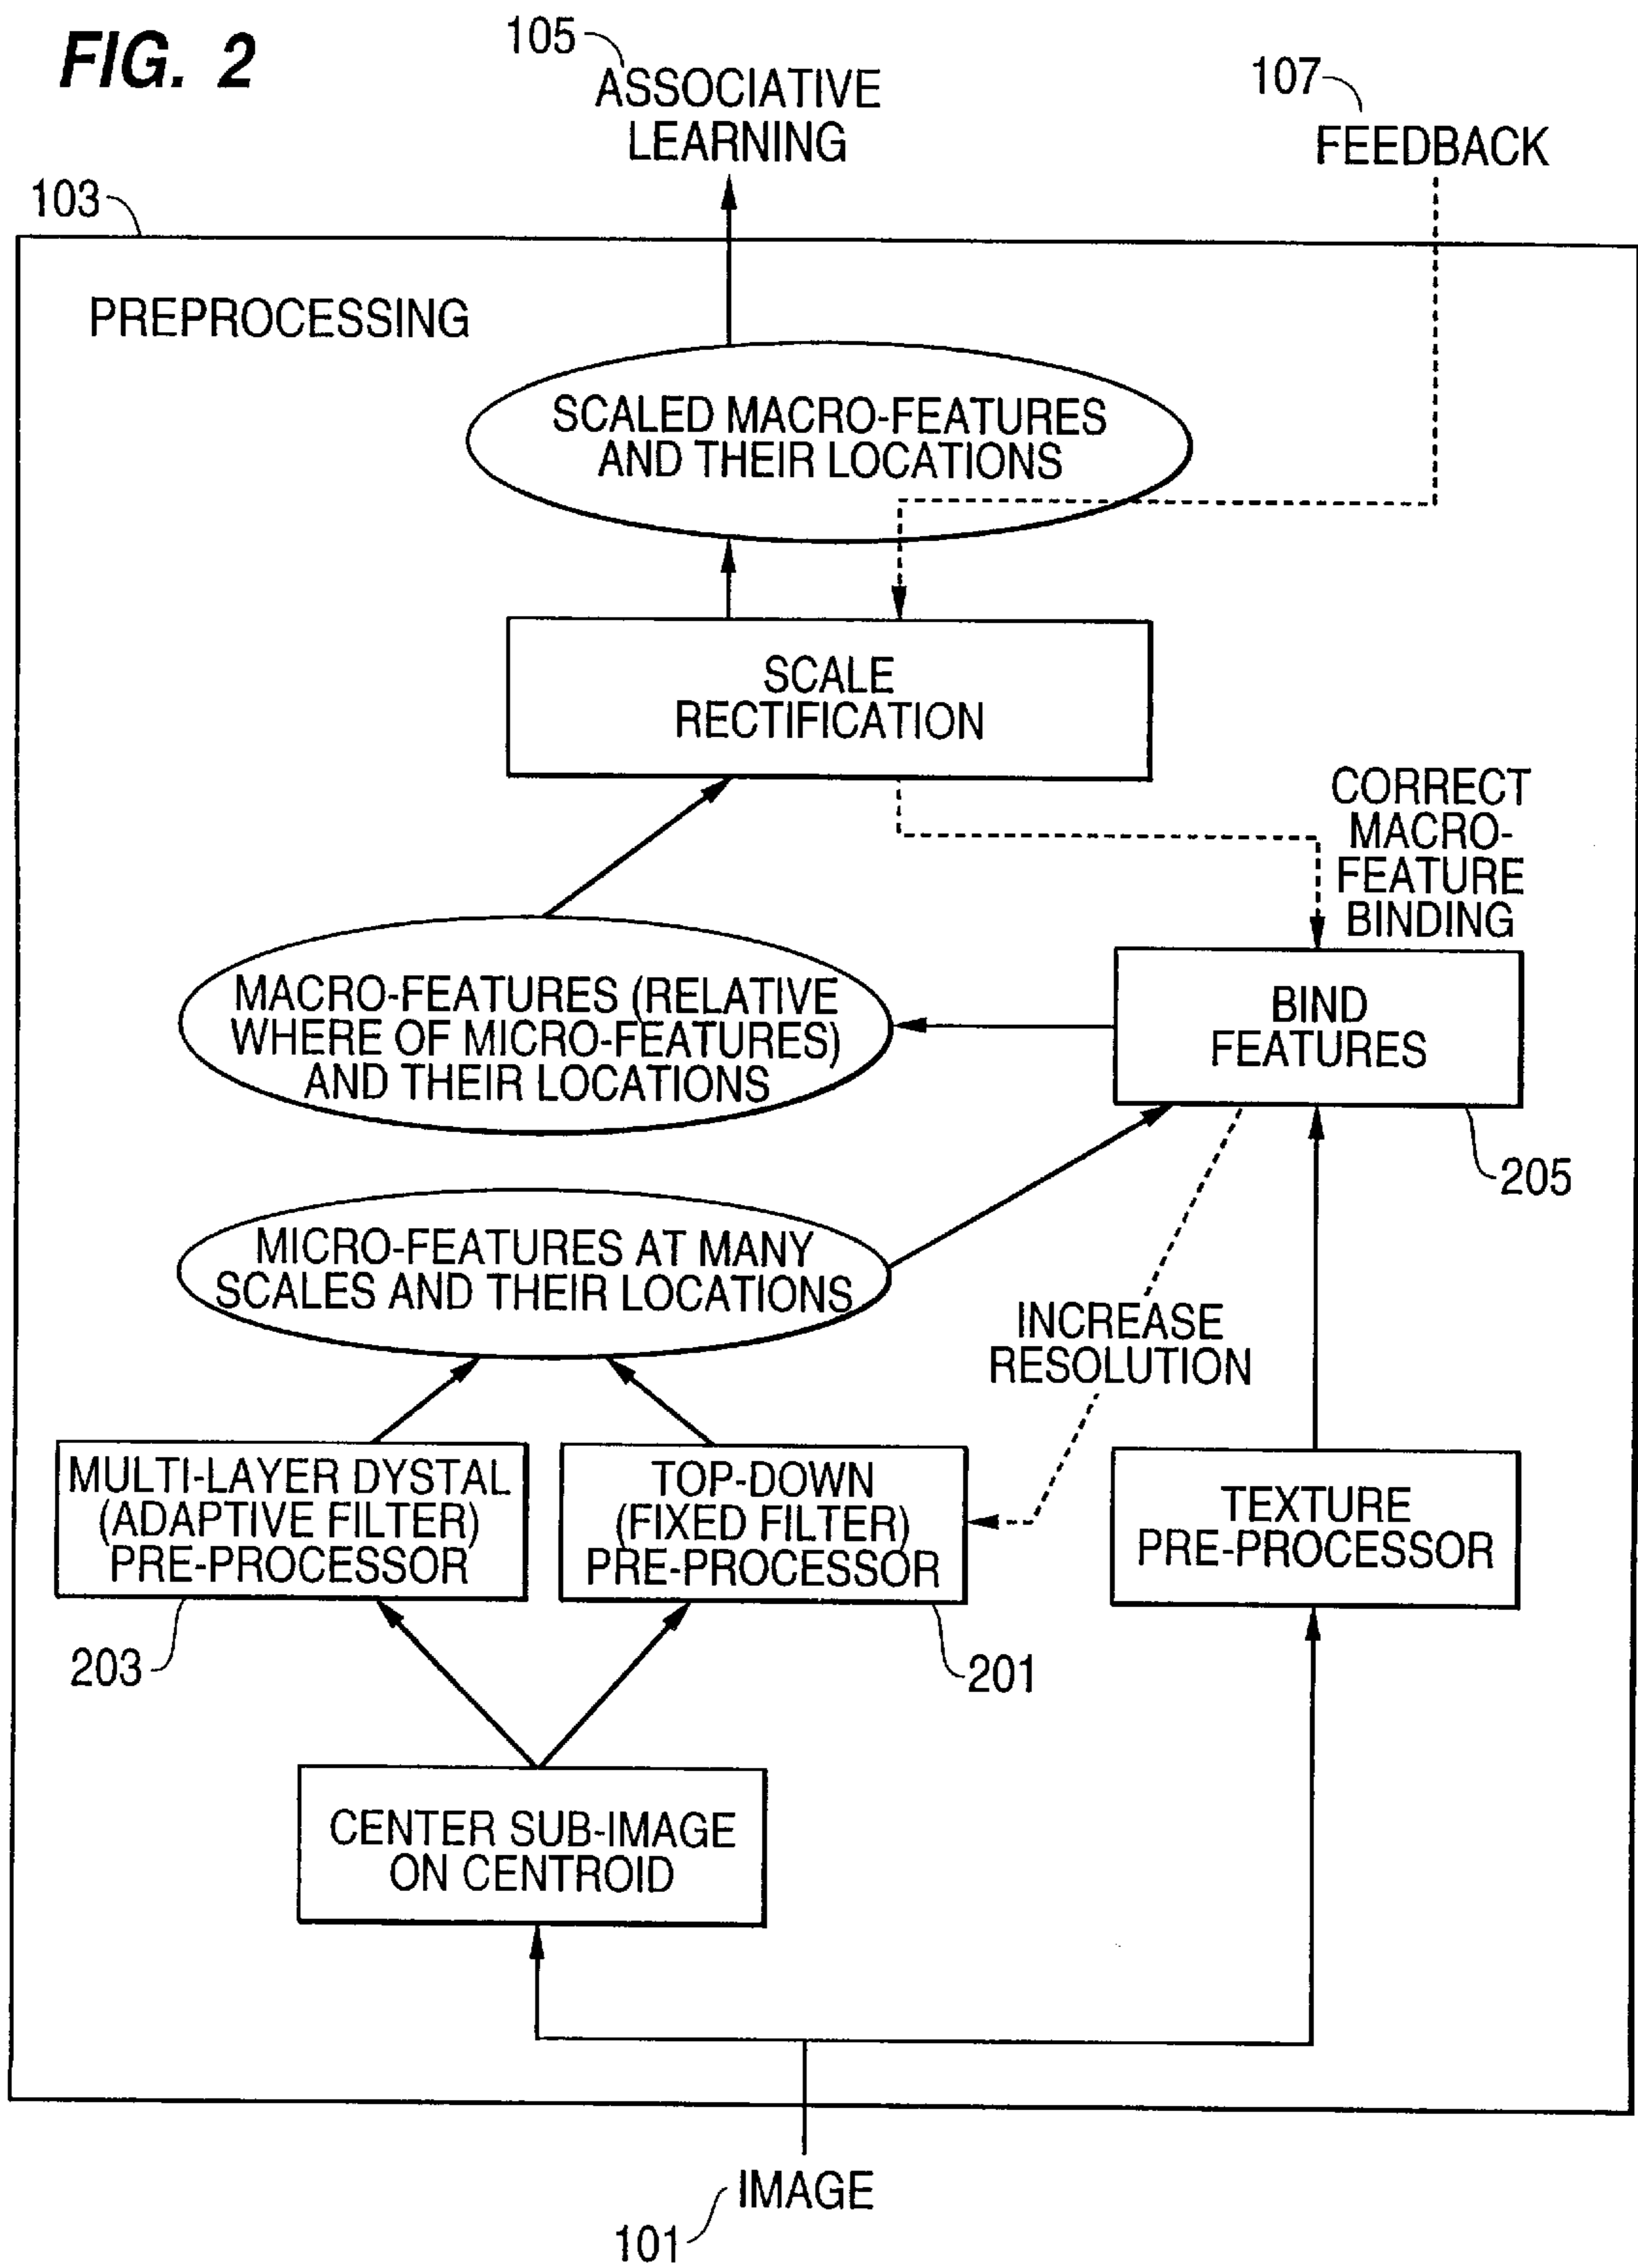 FIG. 2
105
ASSOCIATIVE
LEARNING
107
FEEDBACK
103
PREPROCESSING
SCALED MACRO-FEATURES
AND THEIR LOCATIONS
SCALE
RECTIFICATION
CORRECT
MACRO-
FEATURE
BINDING
MACRO-FEATURES (RELATIVE
WHERE OF MICRO-FEATURES)
AND THEIR LOCATIONS
BIND
FEATURES
205
MICRO-FEATURES AT MANY
SCALES AND THEIR LOCATIONS
INCREASE
RESOLUTION
MULTI-LAYER DYSTAL
(ADAPTIVE FILTER)
PRE-PROCESSOR
TOP-DOWN
(FIXED FILTER)
PRE-PROCESSOR
TEXTURE
PRE-PROCESSOR
203
201
CENTER SUB-IMAGE
ON CENTROID
IMAGE
101